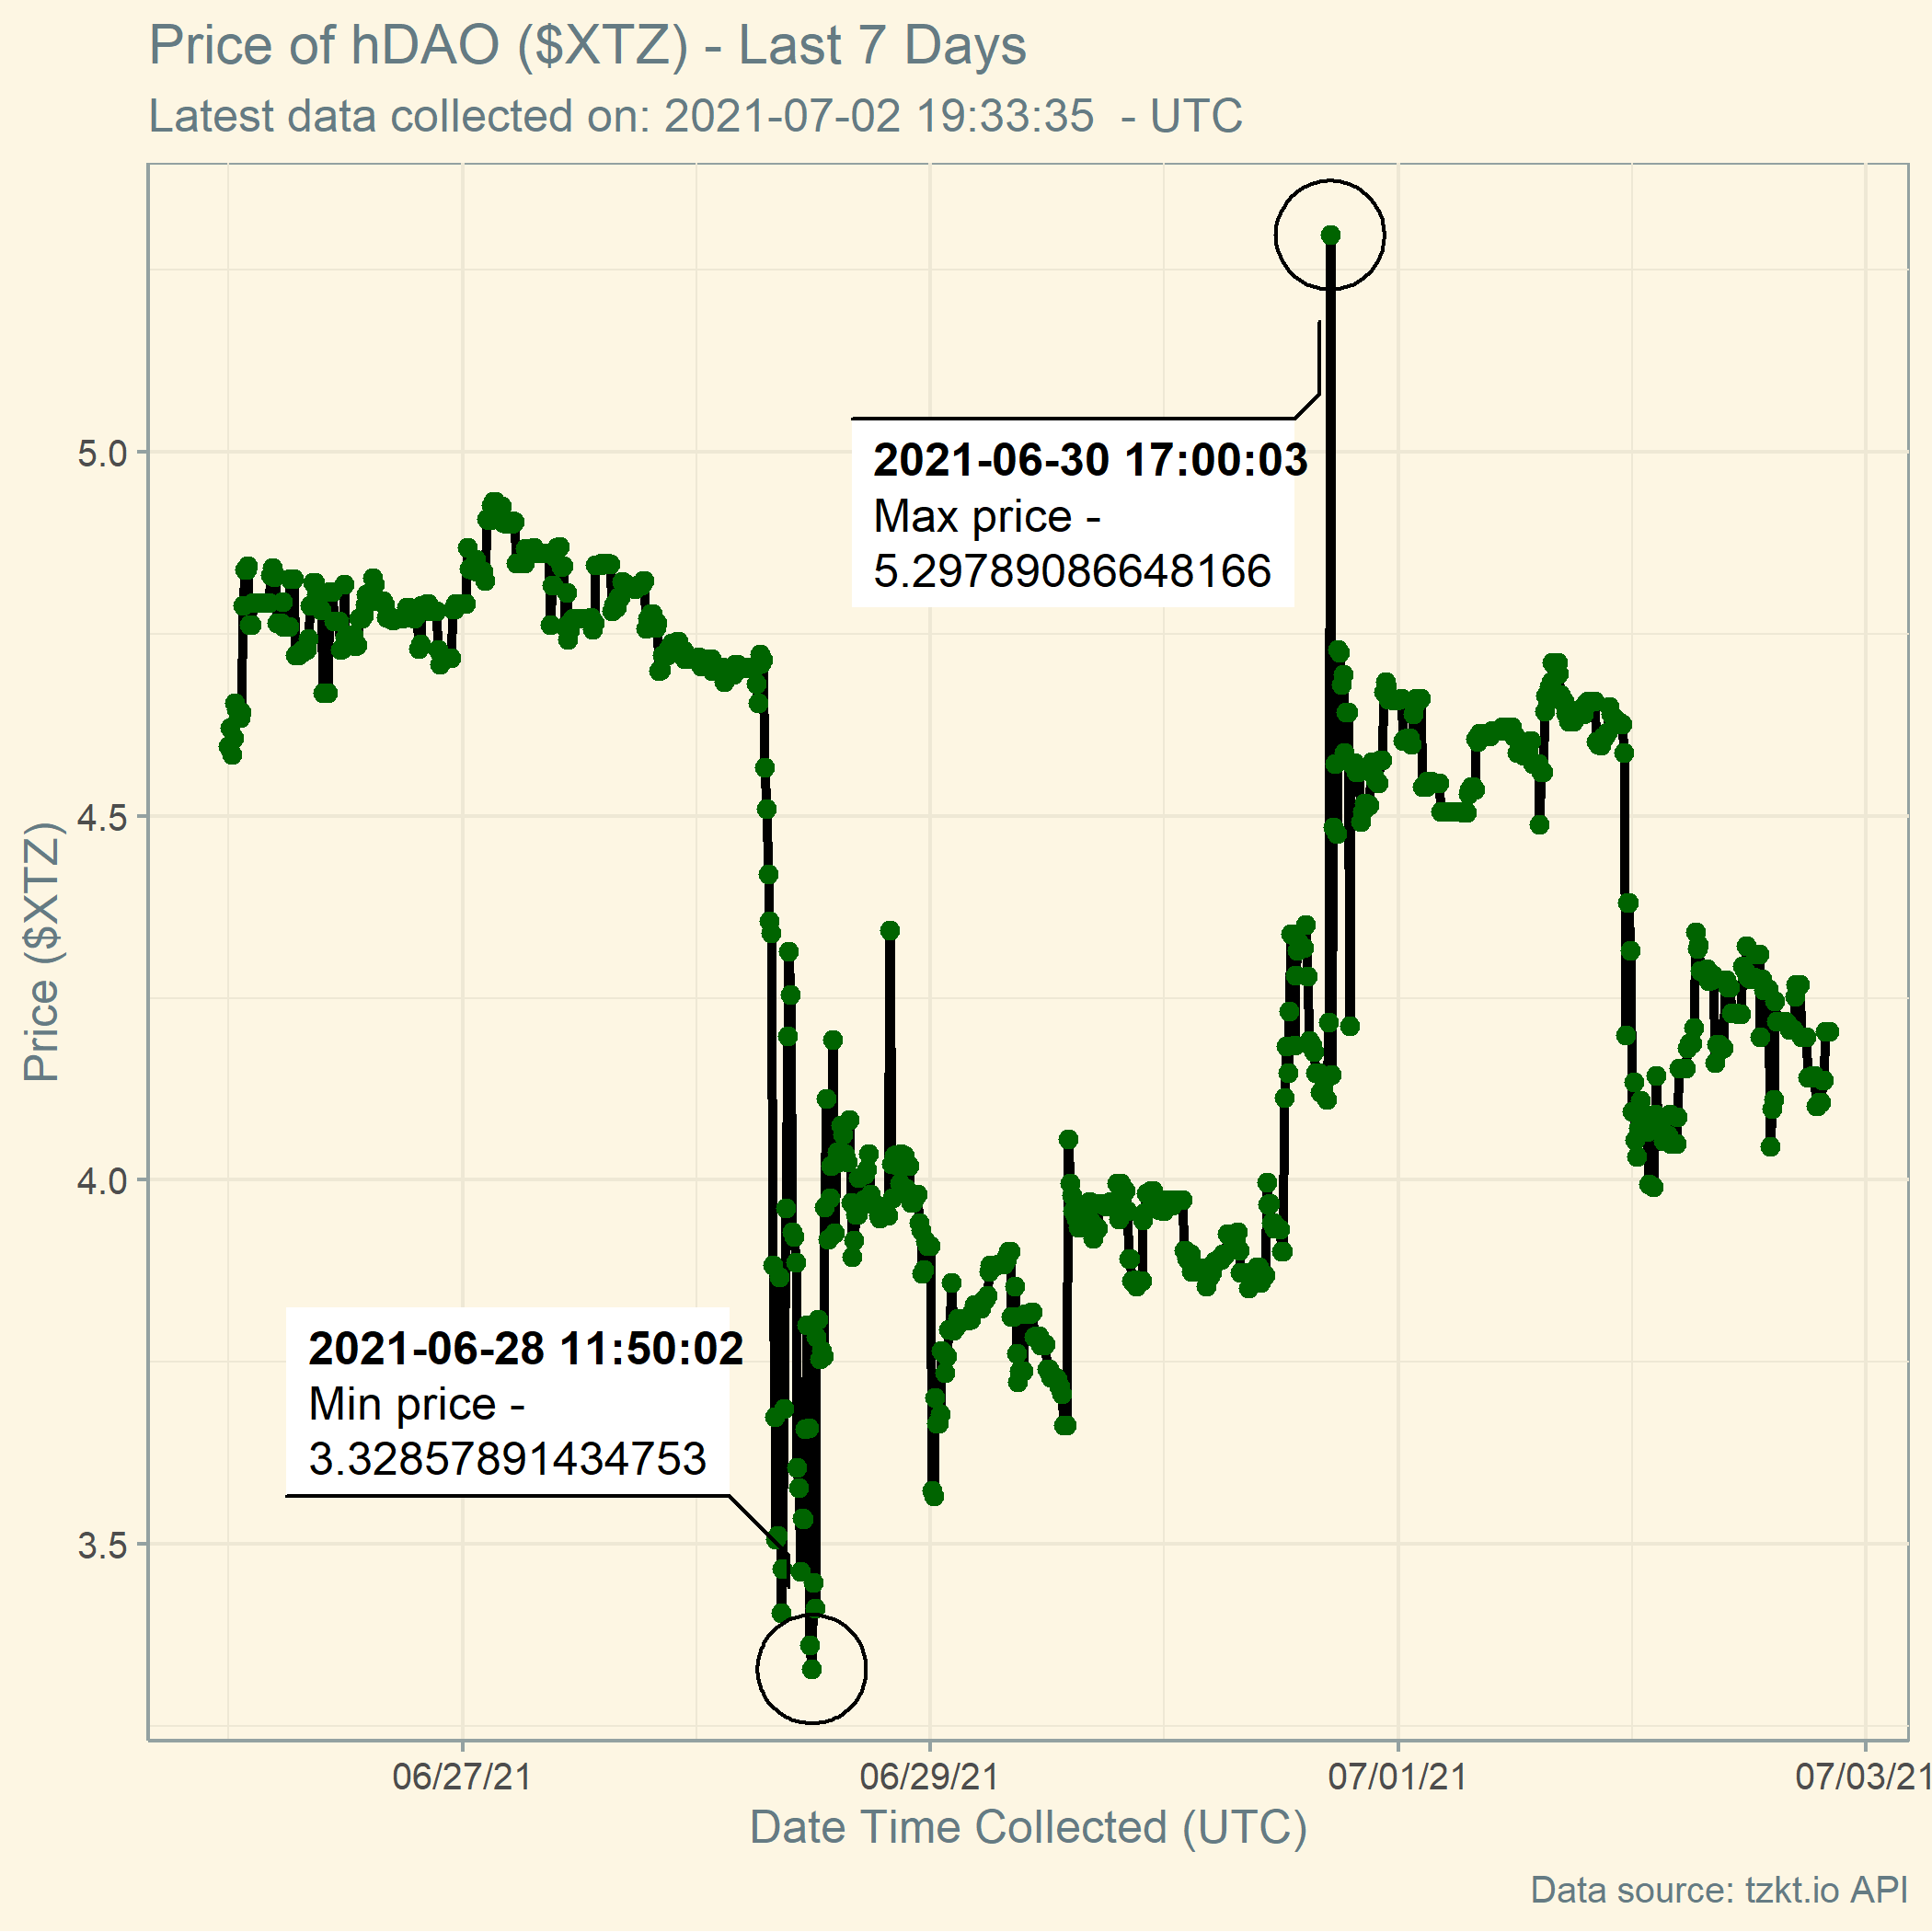 Price of hDAO ($XTZ) - Last 7 Days
Latest data collected on: 2021-07-02 19:33:35  - UTC
5.0
4.5
4.0
3.5
Price ($XTZ)
2021-06-30 17:00:03
Max price -
5.29789086648166
2021-06-28 11:50:02
Min price -
3.32857891434753
06/27/21
06/29/21
07/01/21
07/03/21
Date Time Collected (UTC)
Data source: tzkt.io API